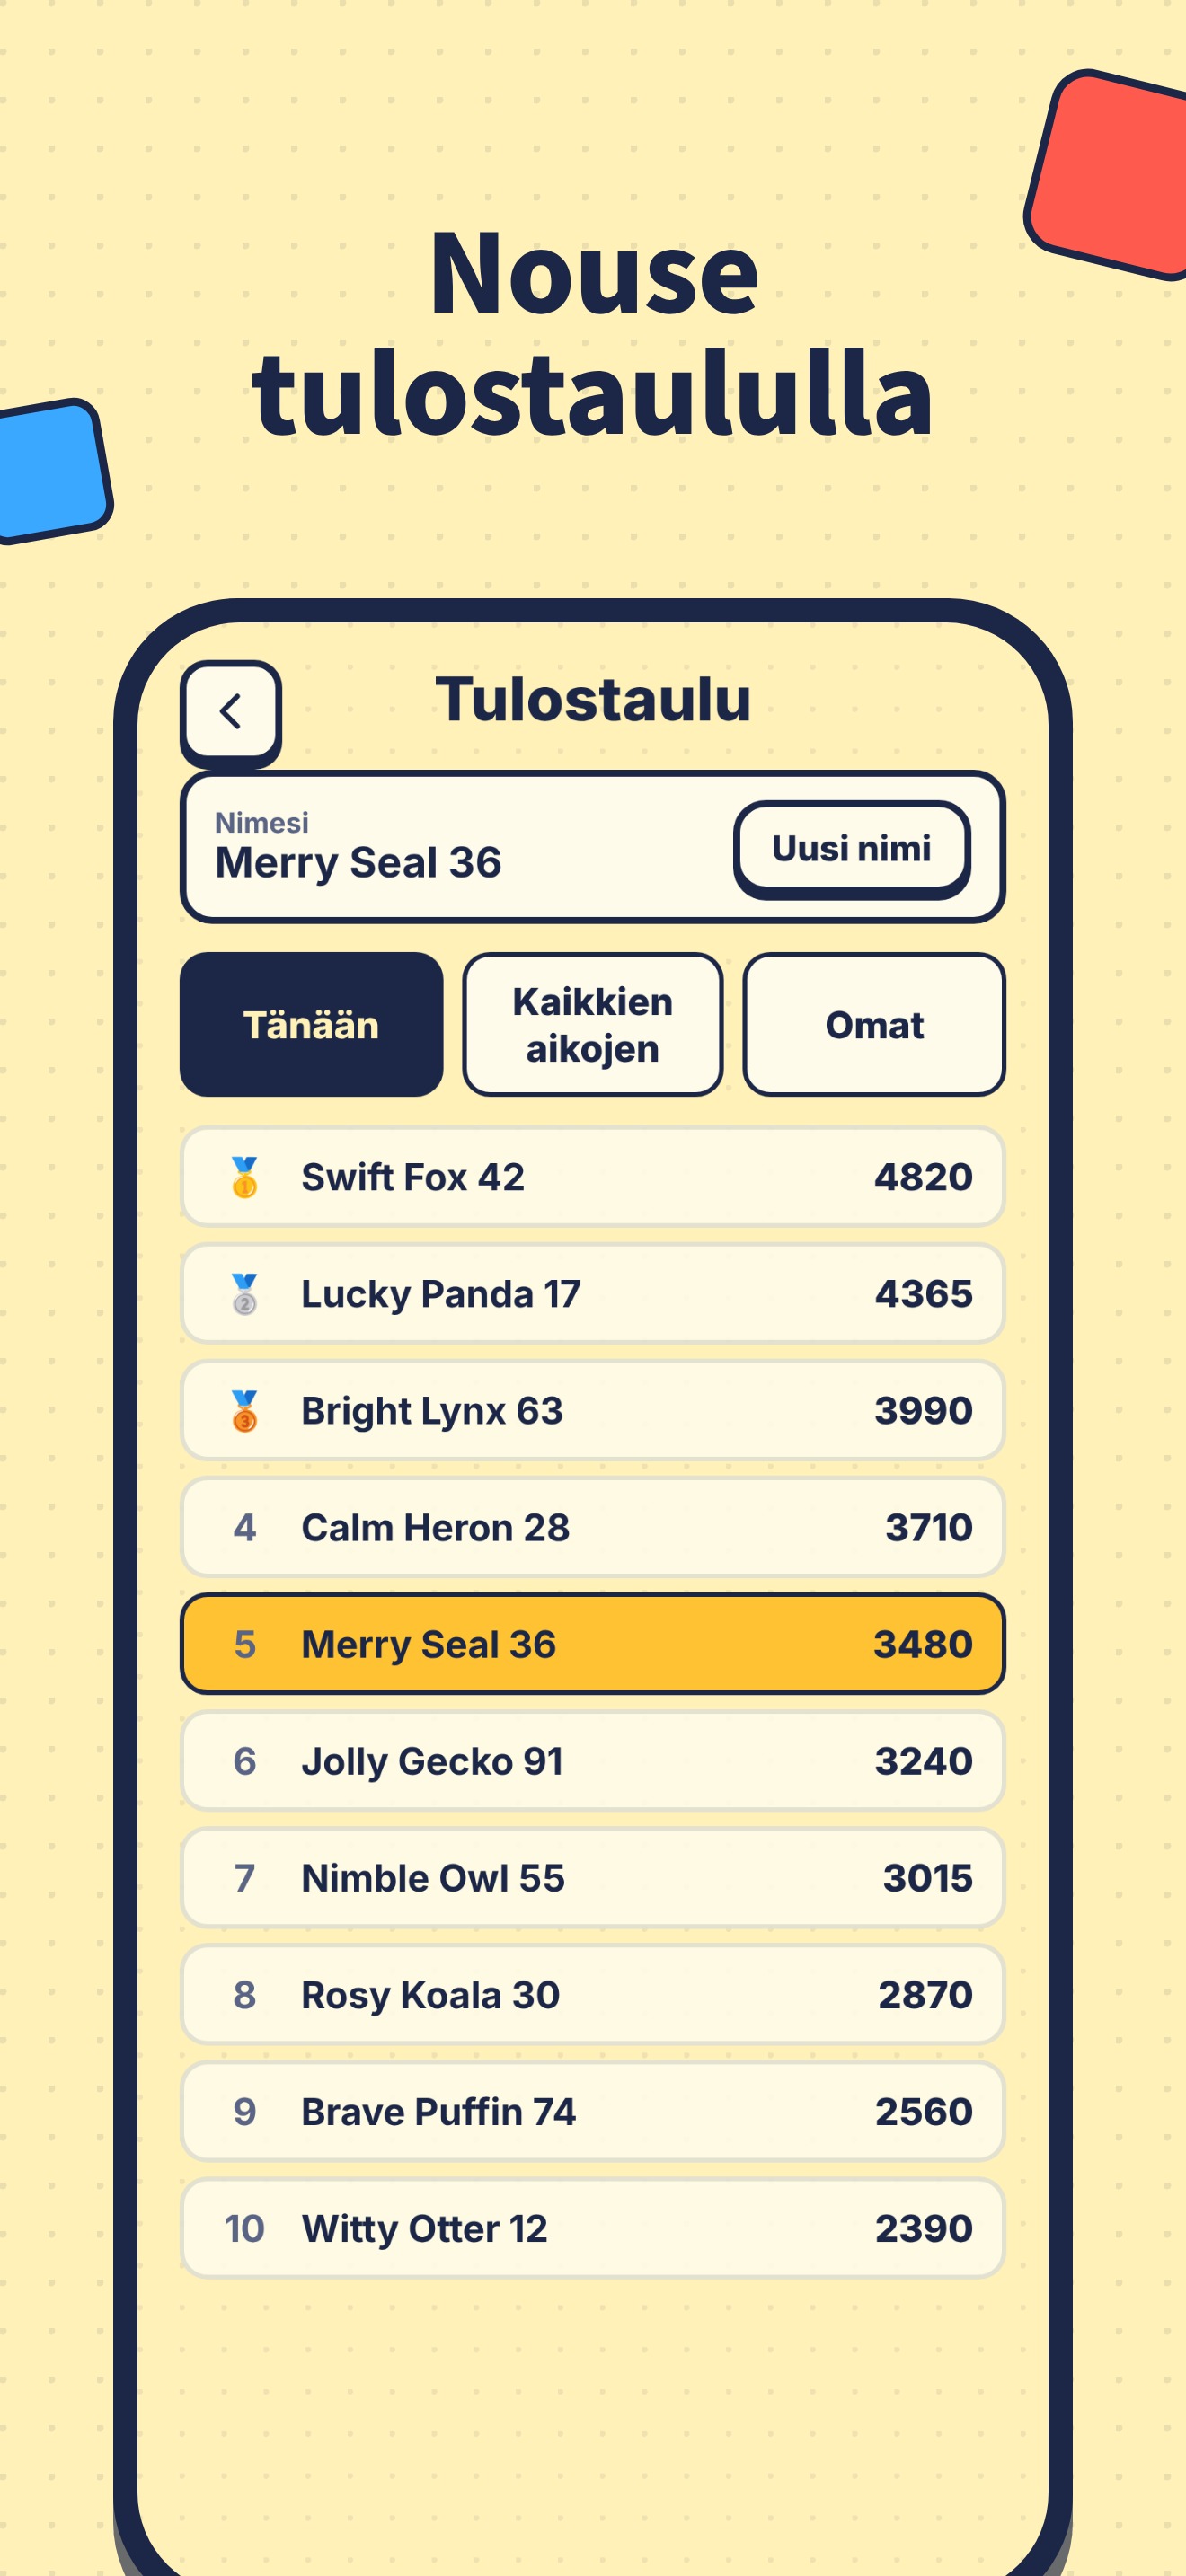 Nouse
tulostaululla
Tulostaulu
Nimesi
Merry Seal 36
Uusi nimi
Tänään
Kaikkien
aikojen
Omat
1 Swift Fox 42 4820
2 Lucky Panda 17 4365
3 Bright Lynx 63 3990
4 Calm Heron 28 3710
5 Merry Seal 36 3480
6 Jolly Gecko 91 3240
7 Nimble Owl 55 3015
8 Rosy Koala 30 2870
9 Brave Puffin 74 2560
10 Witty Otter 12 2390